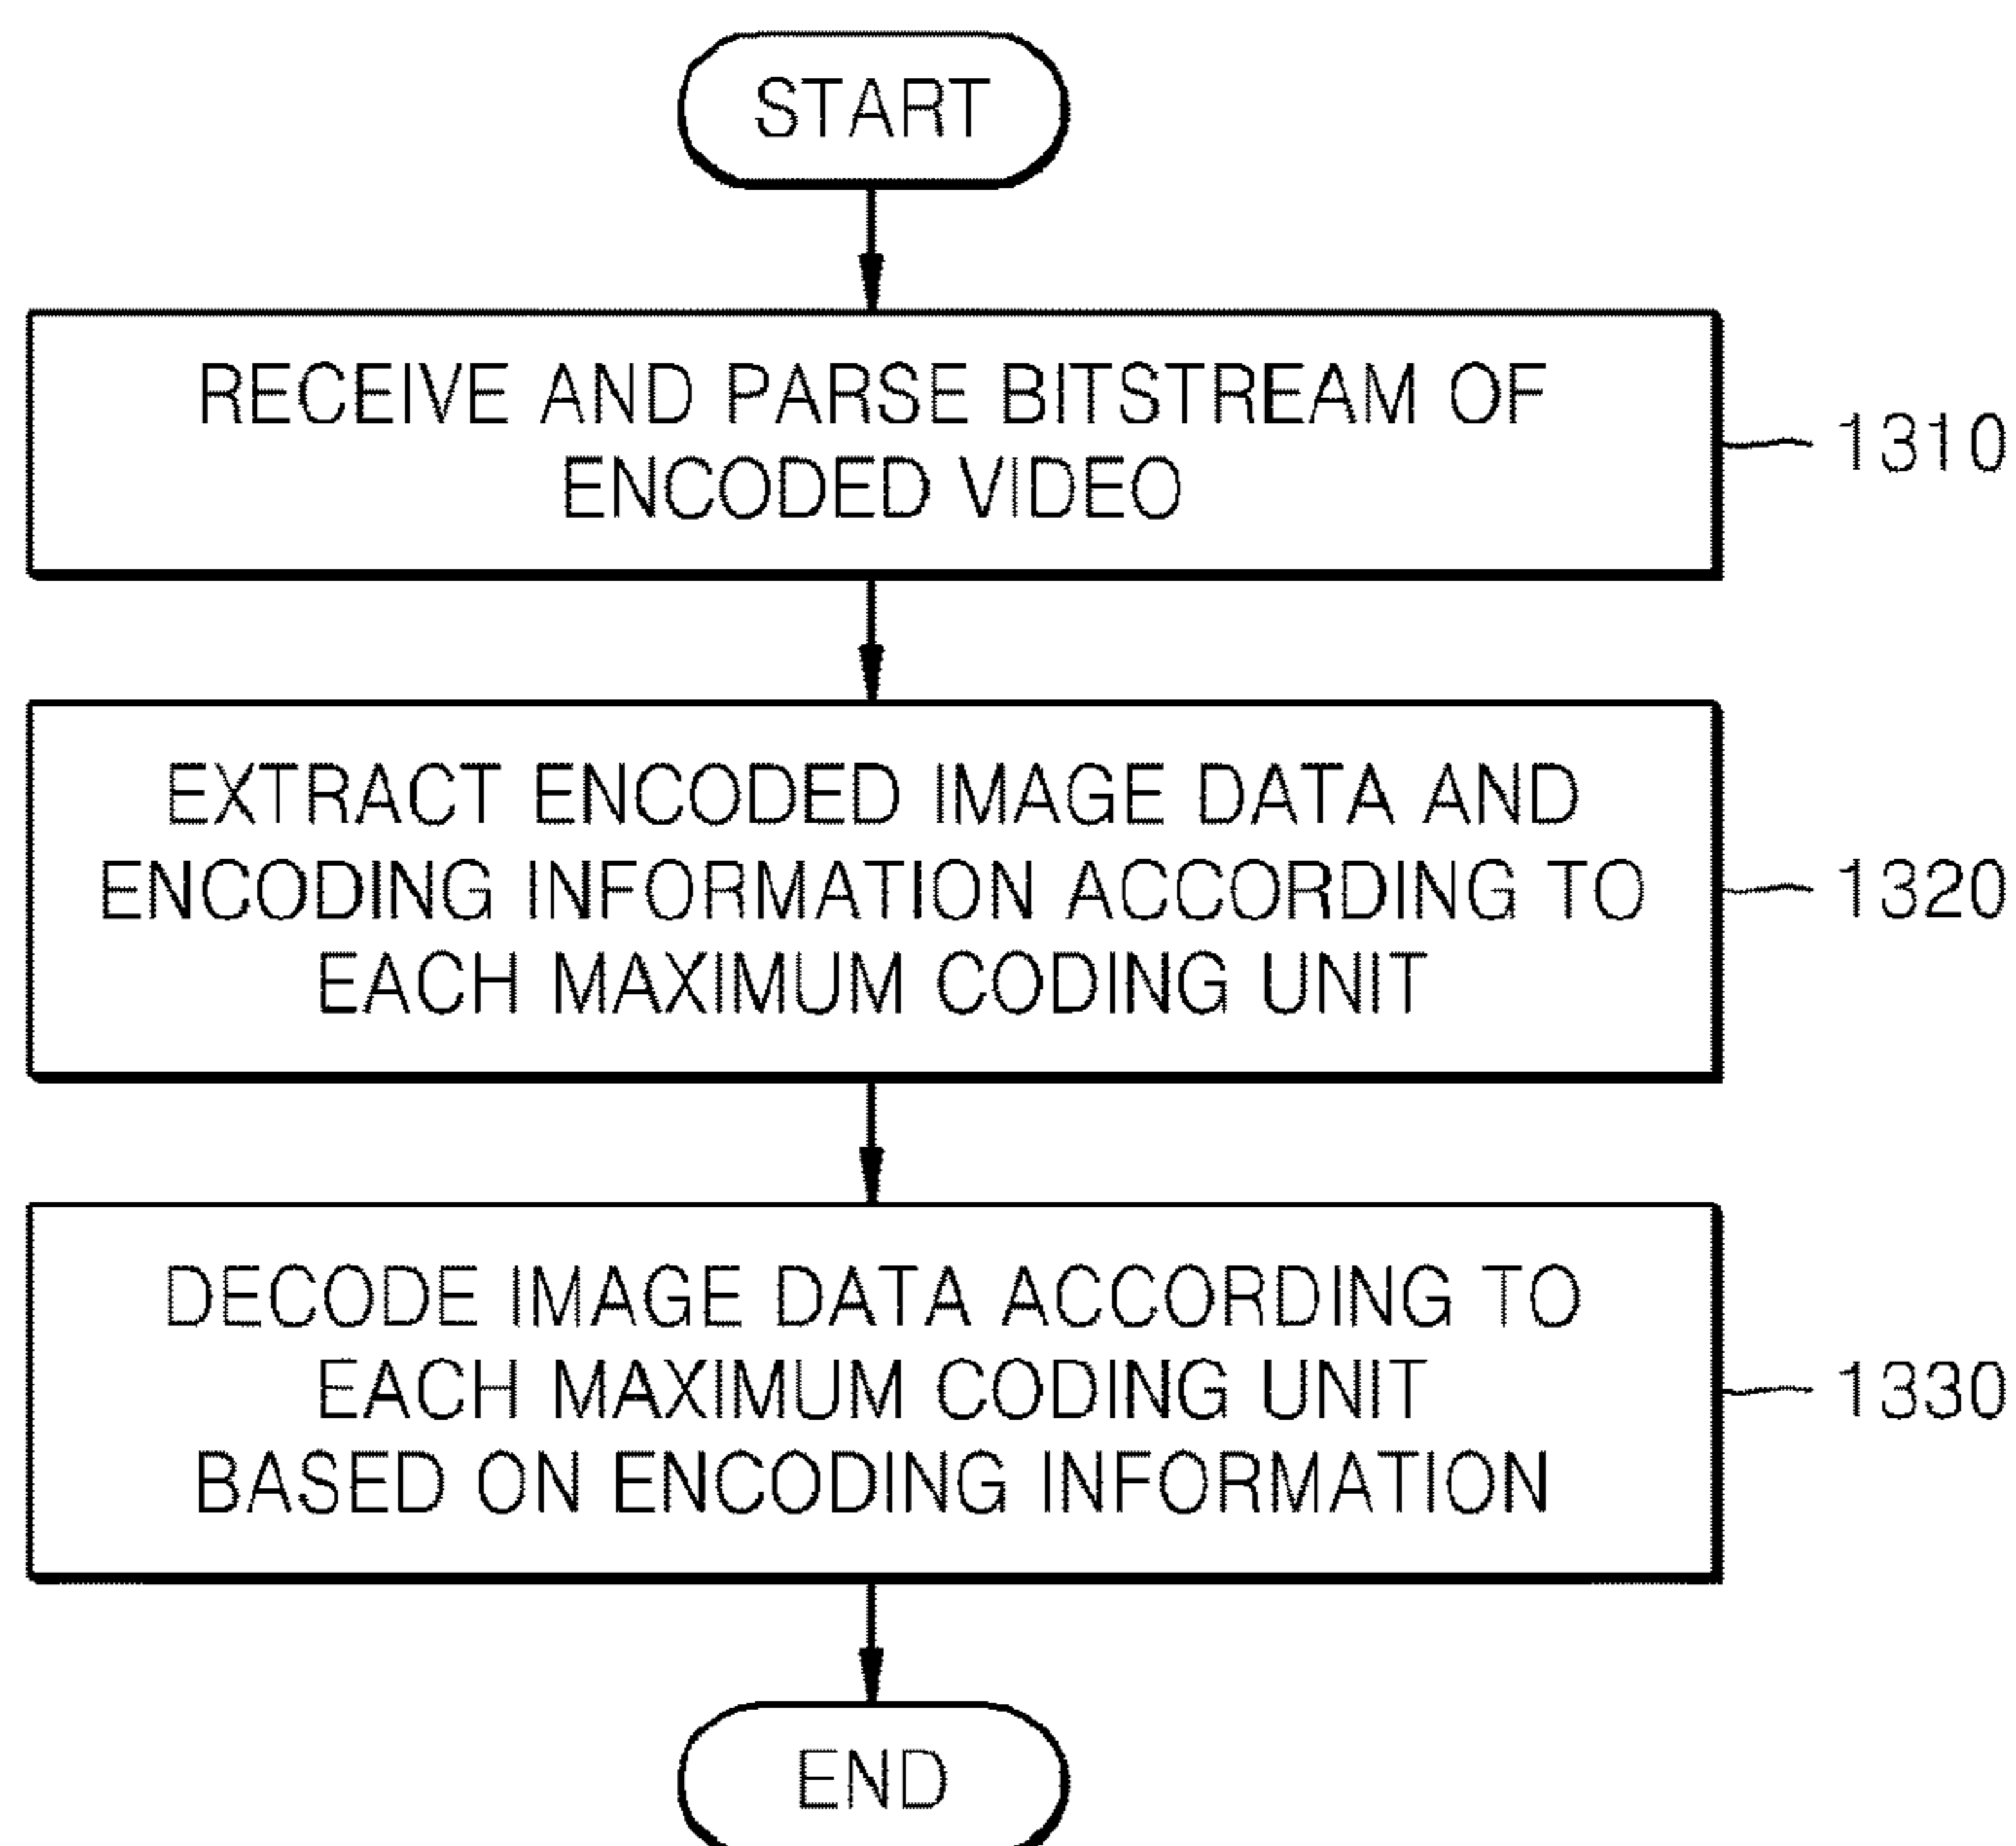 START
RECEIVE AND PARSE BITSTREAM OF
ENCODED VIDEO
1310
EXTRACT ENCODED IMAGE DATA AND
ENCODING INFORMATION ACCORDING TO
EACH MAXIMUM CODING UNIT
1320
DECODE IMAGE DATA ACCORDING TO
EACH MAXIMUM CODING UNIT
BASED ON ENCODING INFORMATION
1330
END